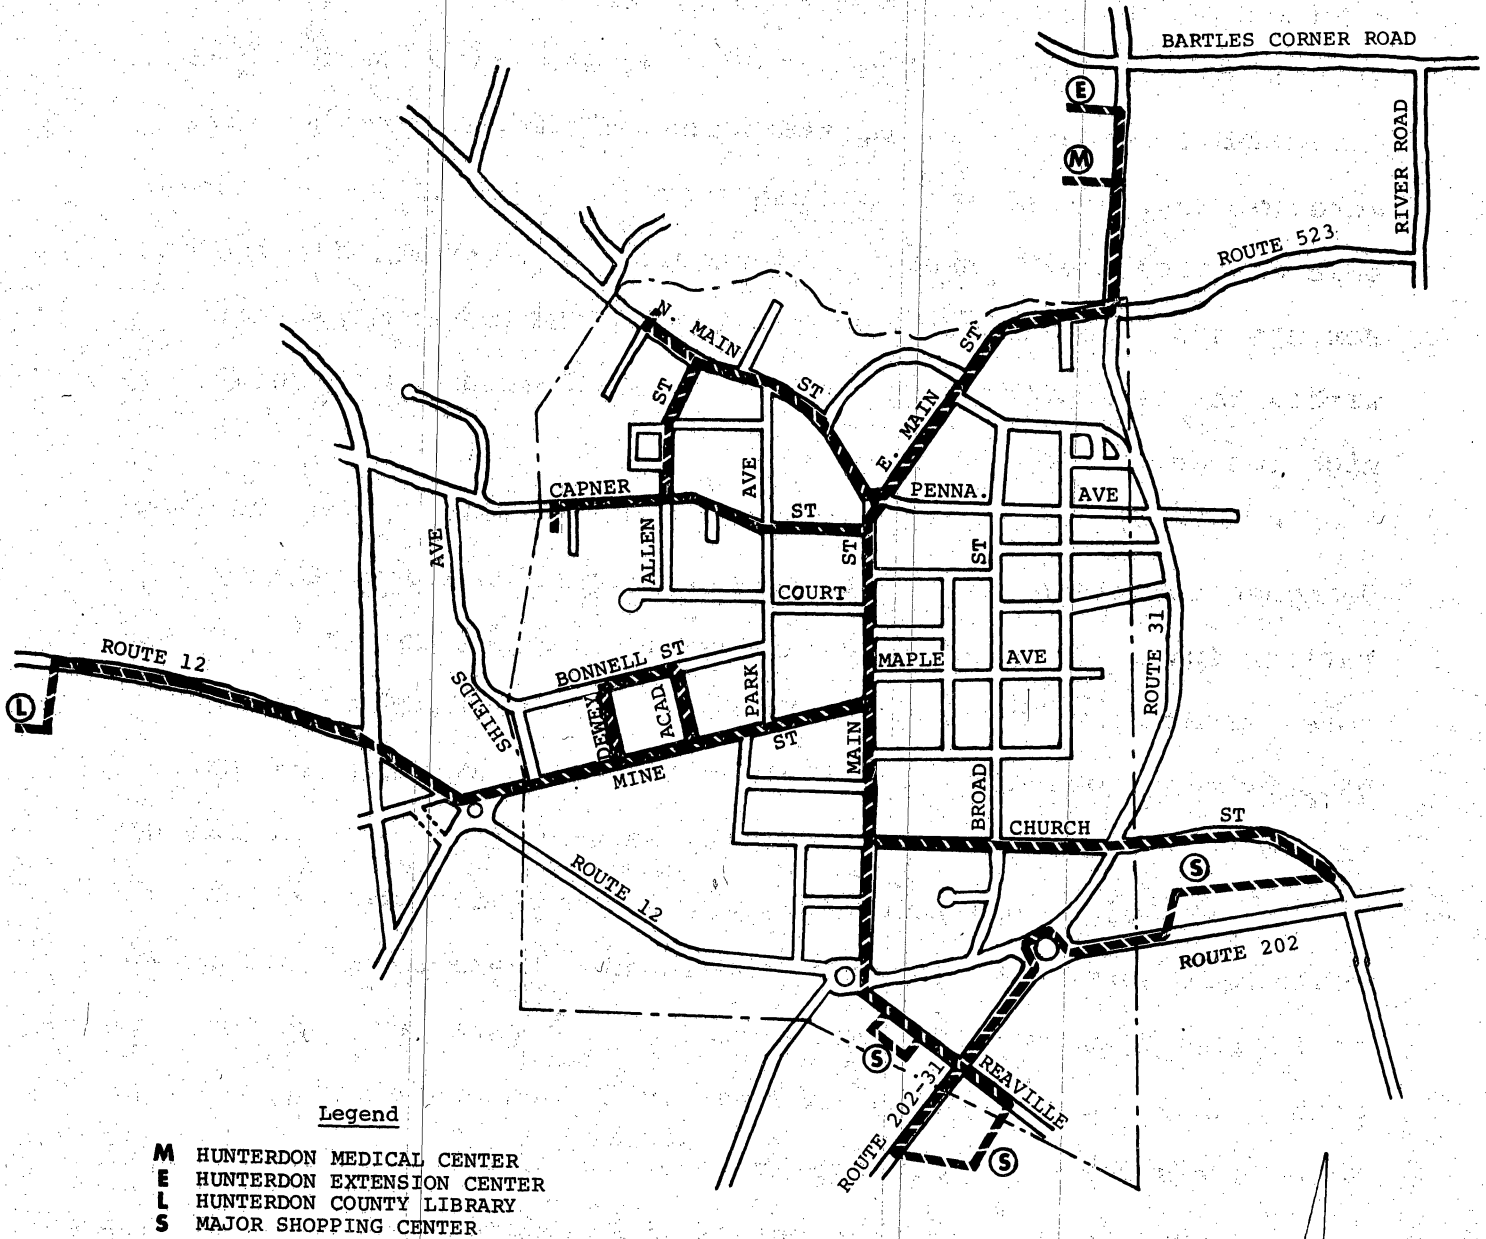 BARTLES CORNER ROAD
E
M
RIVER ROAD
ROUTE 523
N. MAIN ST
E. MAIN ST
ST
CAPNER ST
AVE
PENNA. AVE
AVE
ALLEN
ST
ST
COURT
ROUTE 31
ROUTE 12
L
BONNELL ST
MAPLE AVE
SHIELDS
DEWEY
ACAD
PARK
MINE ST
MAIN
BROAD
CHURCH ST
S
ROUTE 12
ROUTE 202
S
REAVILLE
ROUTE 202-31
S
Legend
M HUNTERDON MEDICAL CENTER
E HUNTERDON EXTENSION CENTER
L HUNTERDON COUNTY LIBRARY
S MAJOR SHOPPING CENTER